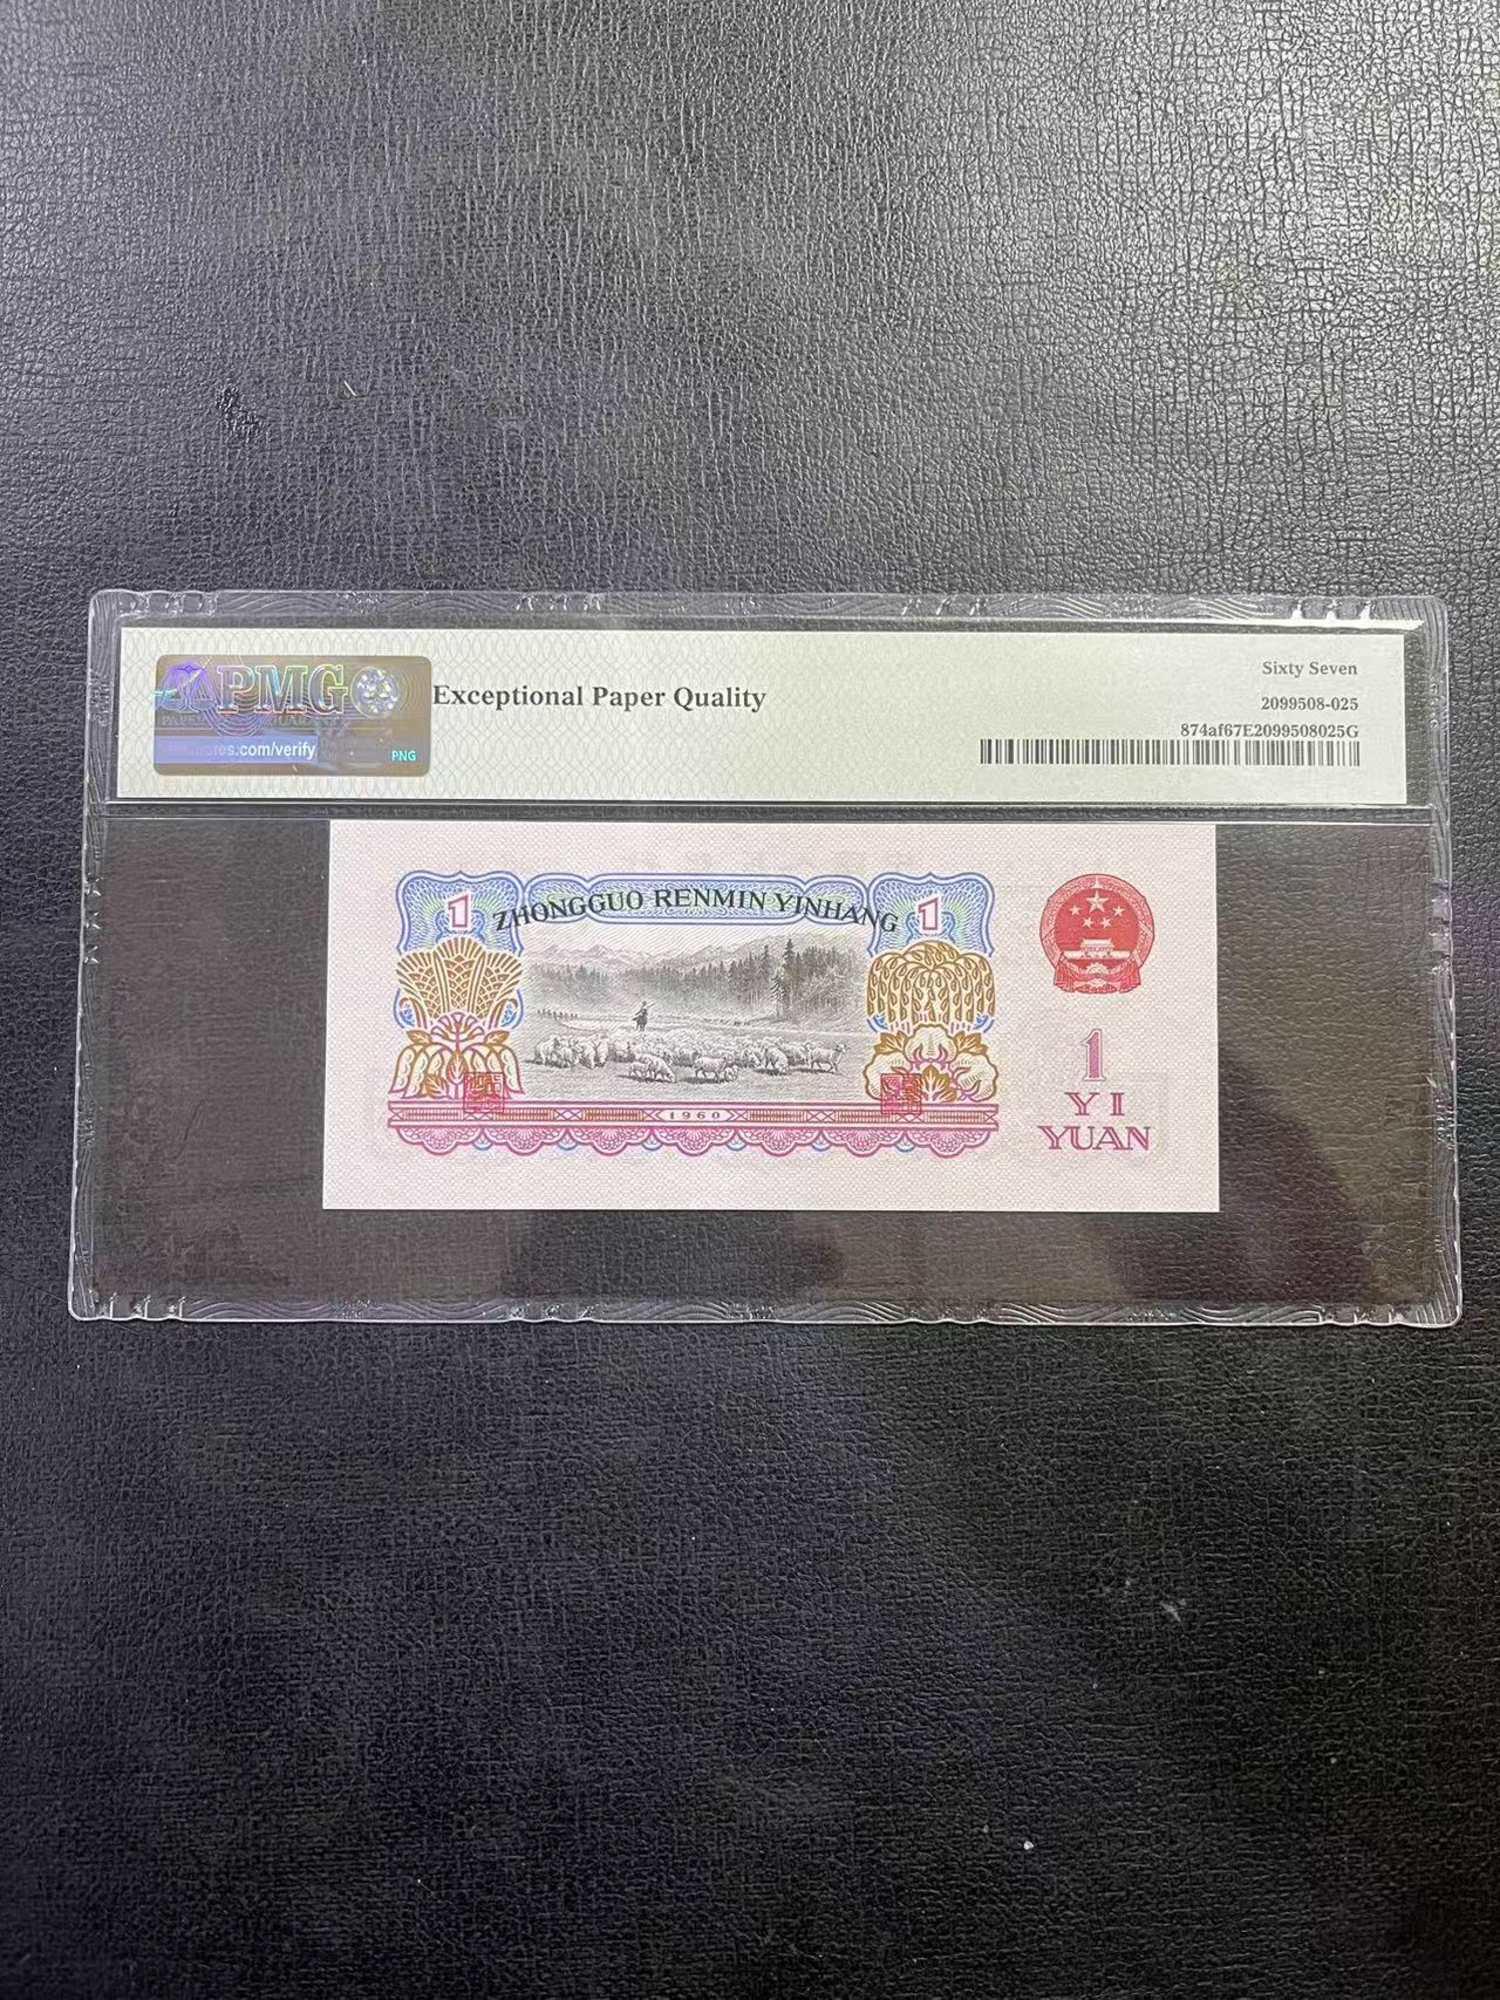 PMG
Exceptional Paper Quality
Sixty Seven
2099508-025
874af67E2099508025G
.com/verify
PNG
1
ZHONGGUO RENMIN YINHANG
1
1960
1
YI
YUAN